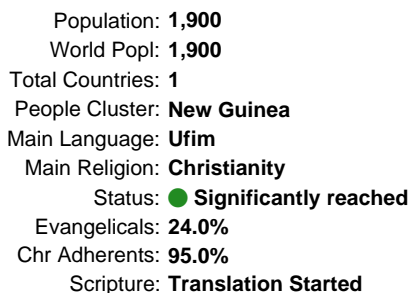 Population: 1,900
World Popl: 1,900
Total Countries: 1
People Cluster: New Guinea
Main Language: Ufim
Main Religion: Christianity
Status: Significantly reached
Evangelicals: 24.0%
Chr Adherents: 95.0%
Scripture: Translation Started